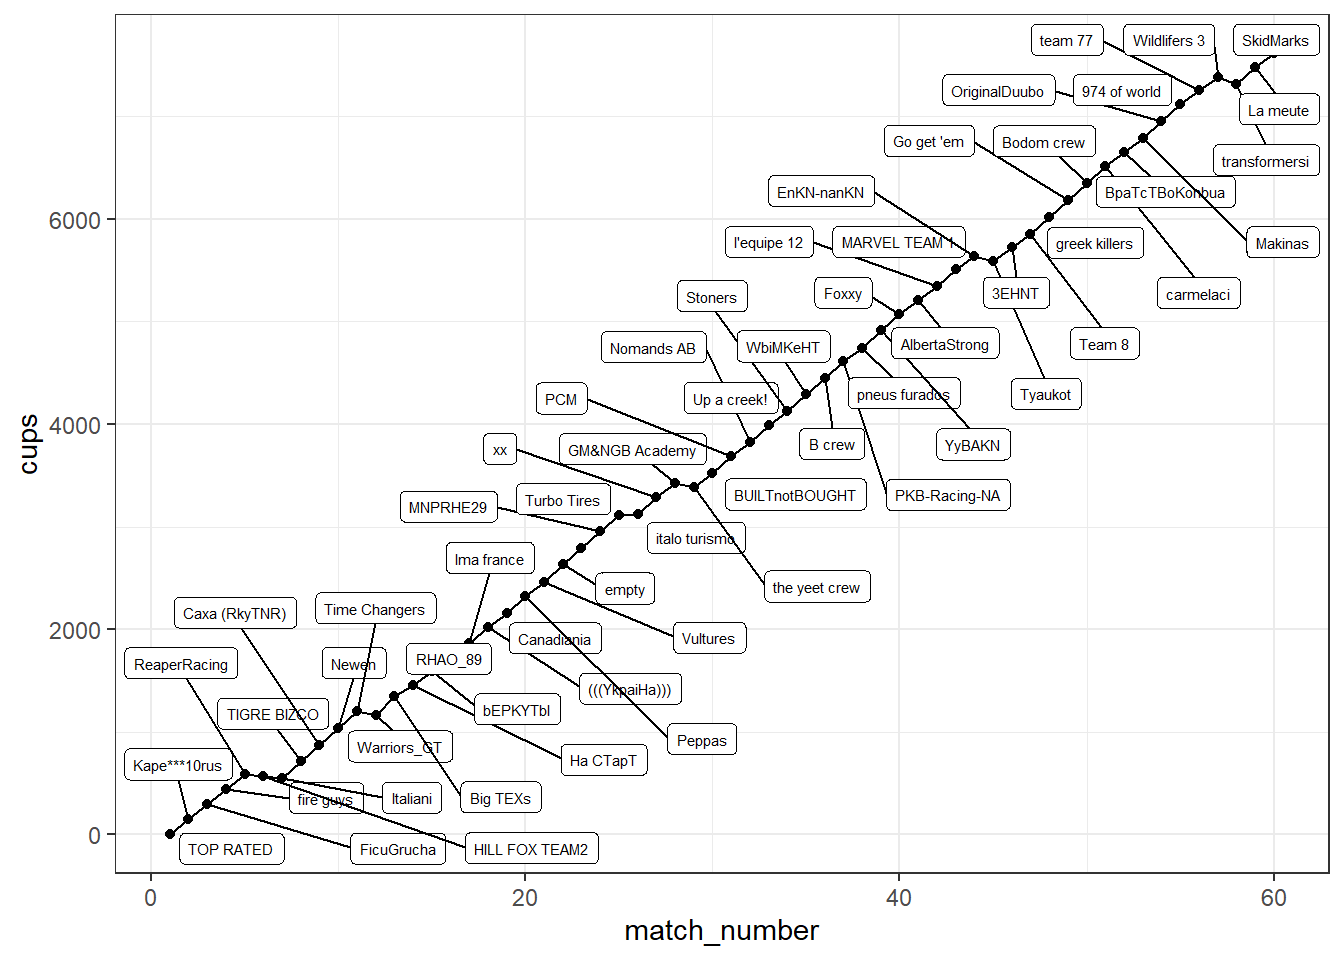 team 77
Wildlifers 3
SkidMarks
OriginalDuubo
974 of world
La meute
Go get 'em
Bodom crew
transformersi
EnKN-nanKN
BpaTcTBoKonbua
6000
l'equipe 12
MARVEL TEAM 1
greek killers
Makinas
Stoners
Foxxy
3EHNT
carmelaci
Nomands AB
WbiMKeHT
AlbertaStrong
Team 8
PCM
Up a creek!
pneus furados
Tyaukot
4000
xx
GM&NGB Academy
B crew
YyBAKN
MNPRHE29
Turbo Tires
BUILTnotBOUGHT
PKB-Racing-NA
cups
Ima france
italo turismo
empty
the yeet crew
Caxa (RkyTNR)
Time Changers
2000
ReaperRacing
Newen
RHAO_89
Canadiania
Vultures
TIGRE BIZCO
bEPKYTbI
(((YkpaiHa)))
Kape***10rus
Warriors_GT
Ha CTapT
Peppas
fire guys
Italiani
Big TEXs
0
TOP RATED
FicuGrucha
HILL FOX TEAM2
0
20
40
60
match_number